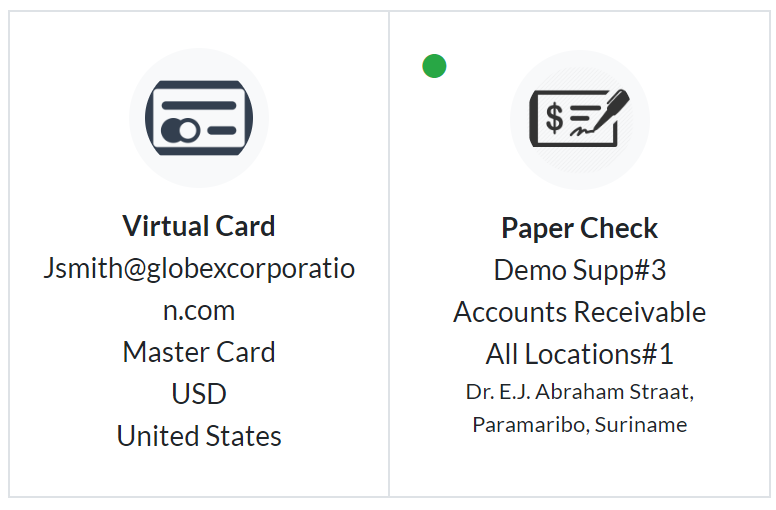 Virtual Card
Jsmith@globexcorporatio
n.com
Master Card
USD
United States
$
Paper Check
Demo Supp#3
Accounts Receivable
All Locations#1
Dr. E.J. Abraham Straat,
Paramaribo, Suriname